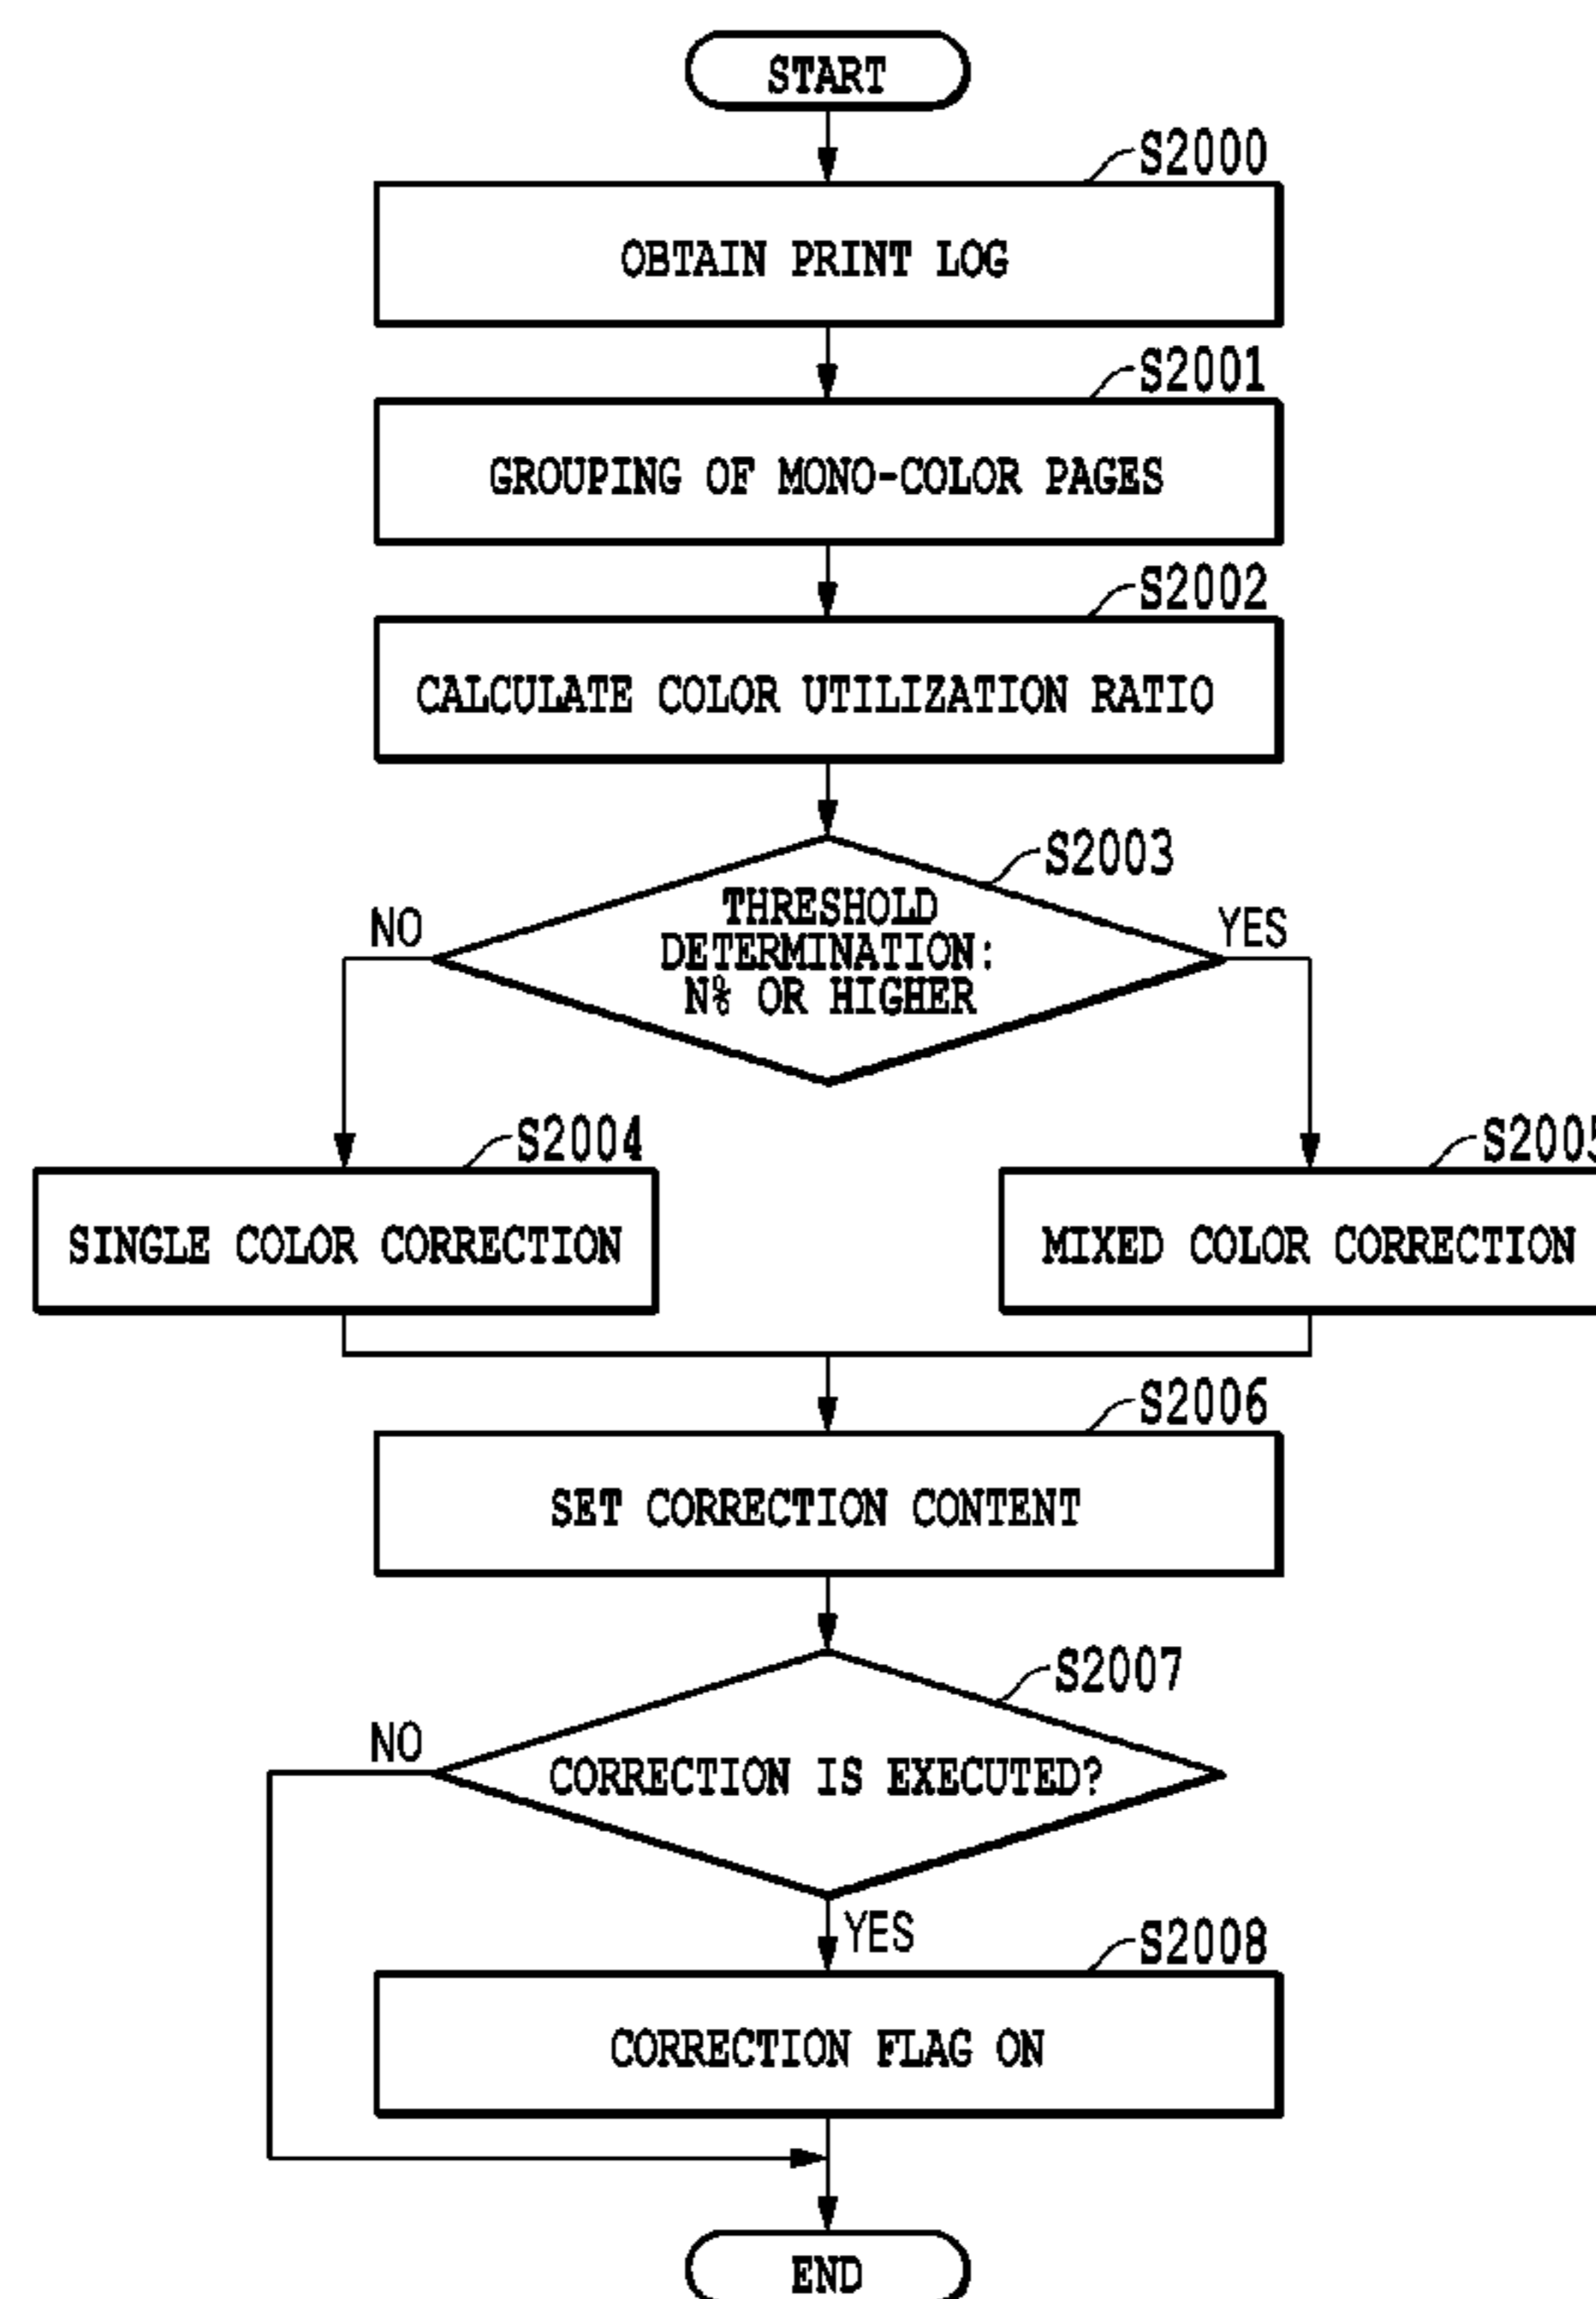 START
S2000
OBTAIN PRINT LOG
S2001
GROUPING OF MONO-COLOR PAGES
S2002
CALCULATE COLOR UTILIZATION RATIO
S2003
THRESHOLD
DETERMINATION:
N% OR HIGHER
NO
YES
S2004
SINGLE COLOR CORRECTION
S2005
MIXED COLOR CORRECTION
S2006
SET CORRECTION CONTENT
S2007
CORRECTION IS EXECUTED?
NO
YES
S2008
CORRECTION FLAG ON
END